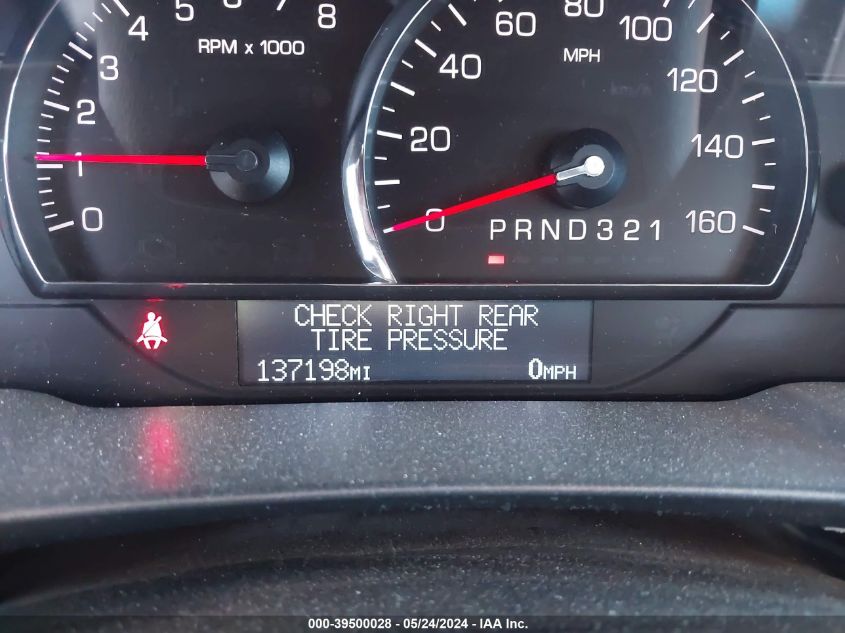 4 5 6 7 8
RPM x 1000
3
2
1
0
60 80 100
MPH
40 120
km/h
20 140
0 160
PRND321
CHECK RIGHT REAR
TIRE PRESSURE
137198MI 0MPH
000-39500028 - 05/24/2024 - IAA Inc.